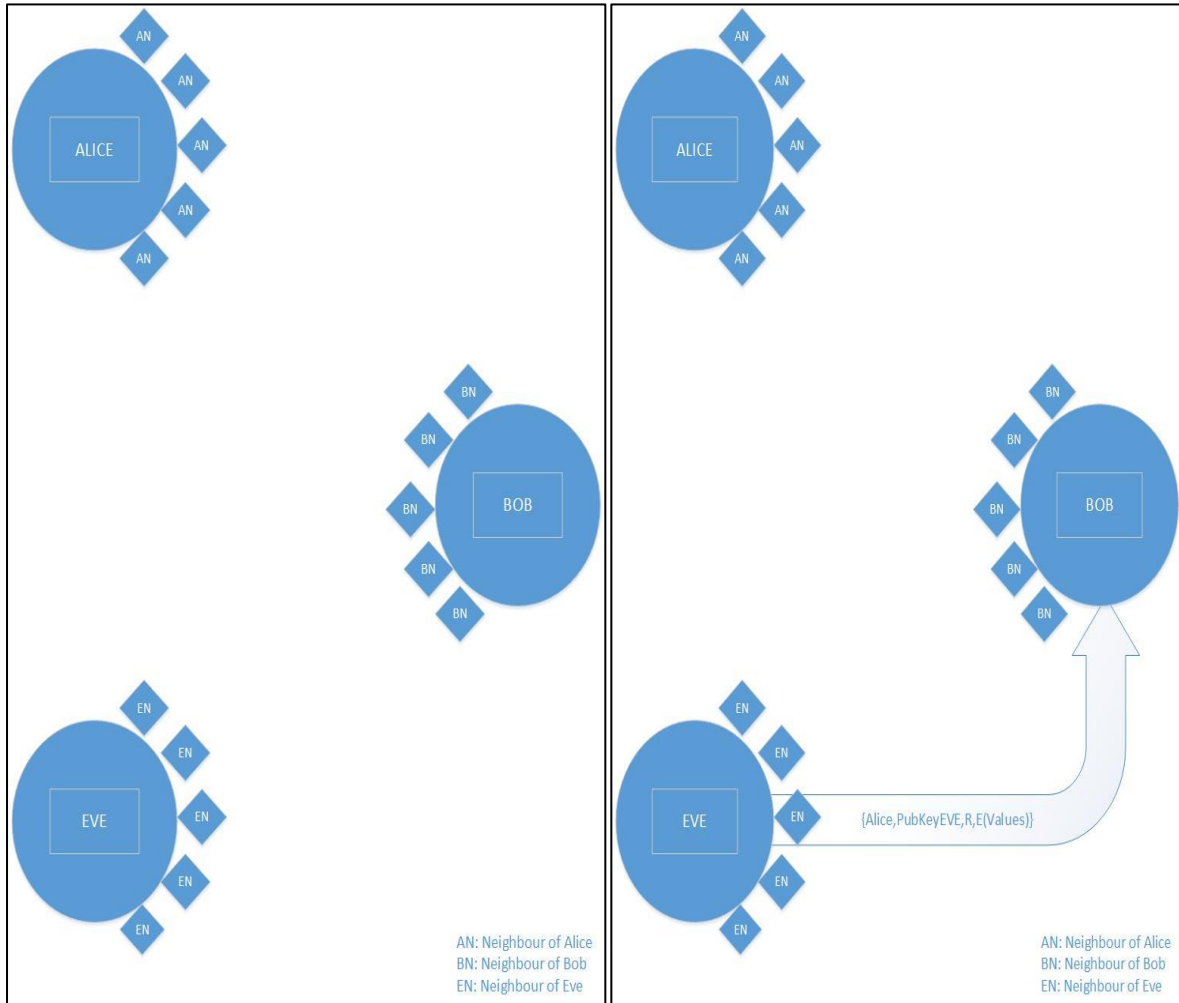 AN
AN
ALICE
AN
AN
AN
BN
BN
BOB
BN
BN
BN
EN
EN
EVE
EN
EN
EN
AN: Neighbour of Alice
BN: Neighbour of Bob
EN: Neighbour of Eve
AN
AN
ALICE
AN
AN
AN
BN
BN
BOB
BN
BN
BN
EN
EN
EVE
EN
{Alice,PubKeyEVE,R,E(Values)}
EN
EN
AN: Neighbour of Alice
BN: Neighbour of Bob
EN: Neighbour of Eve